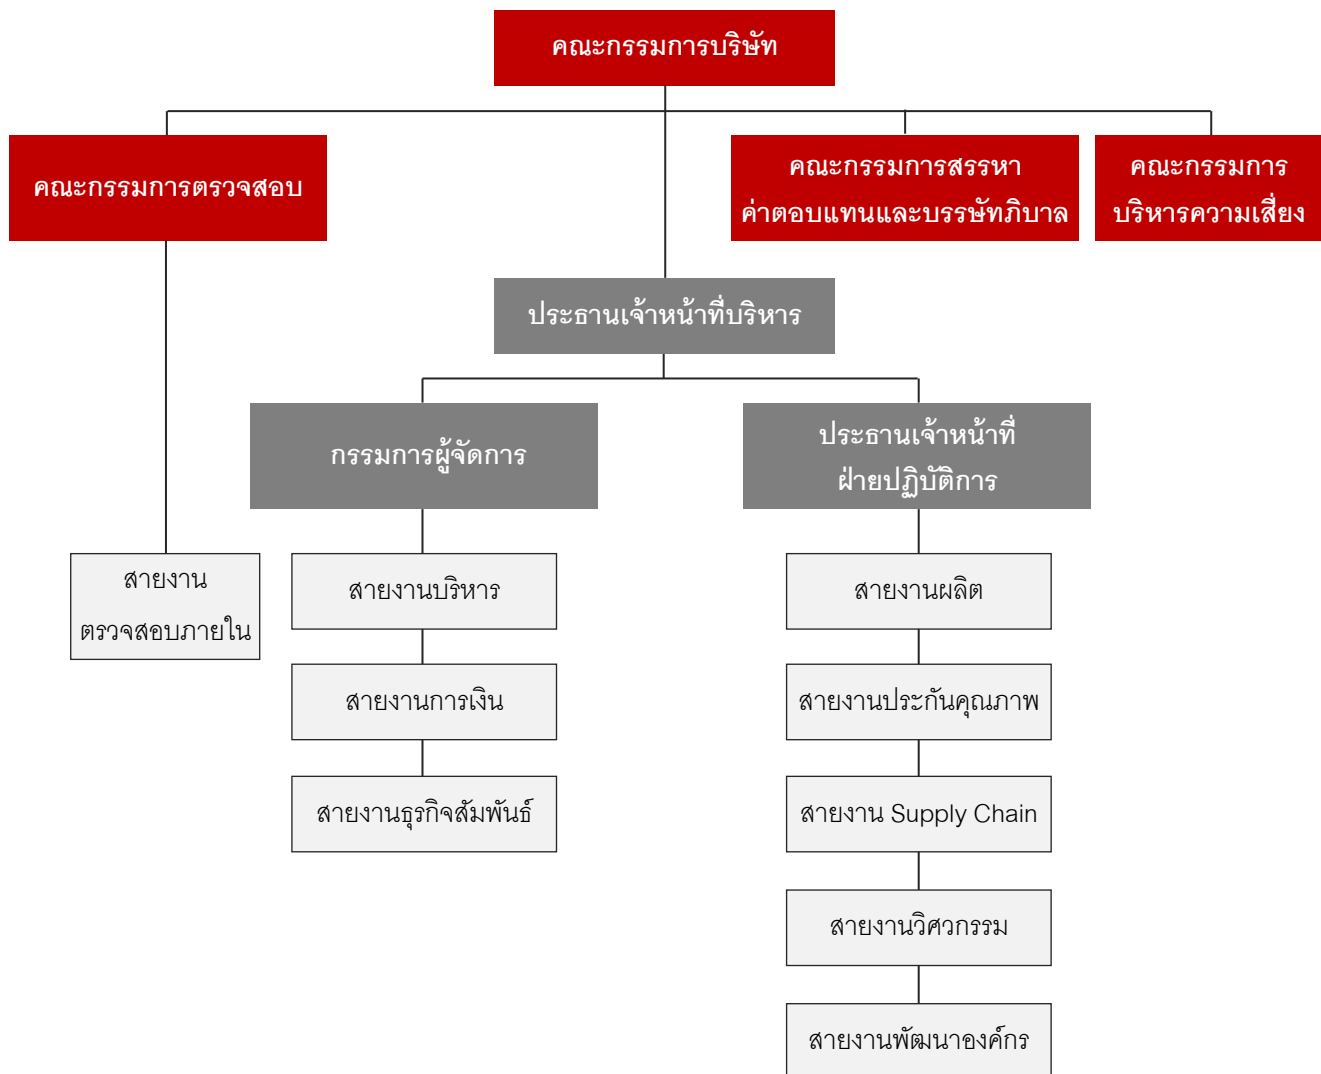 คณะกรรมการบริษัท
คณะกรรมการตรวจสอบ
คณะกรรมการสรรหา
ค่าตอบแทนและบรรษัทภิบาล
คณะกรรมการ
บริหารความเสี่ยง
ประธานเจ้าหน้าที่บริหาร
กรรมการผู้จัดการ
ประธานเจ้าหน้าที่
ฝ่ายปฏิบัติการ
สายงาน
ตรวจสอบภายใน
สายงานบริหาร
สายงานการเงิน
สายงานธุรกิจสัมพันธ์
สายงานผลิต
สายงานประกันคุณภาพ
สายงาน Supply Chain
สายงานวิศวกรรม
สายงานพัฒนาองค์กร